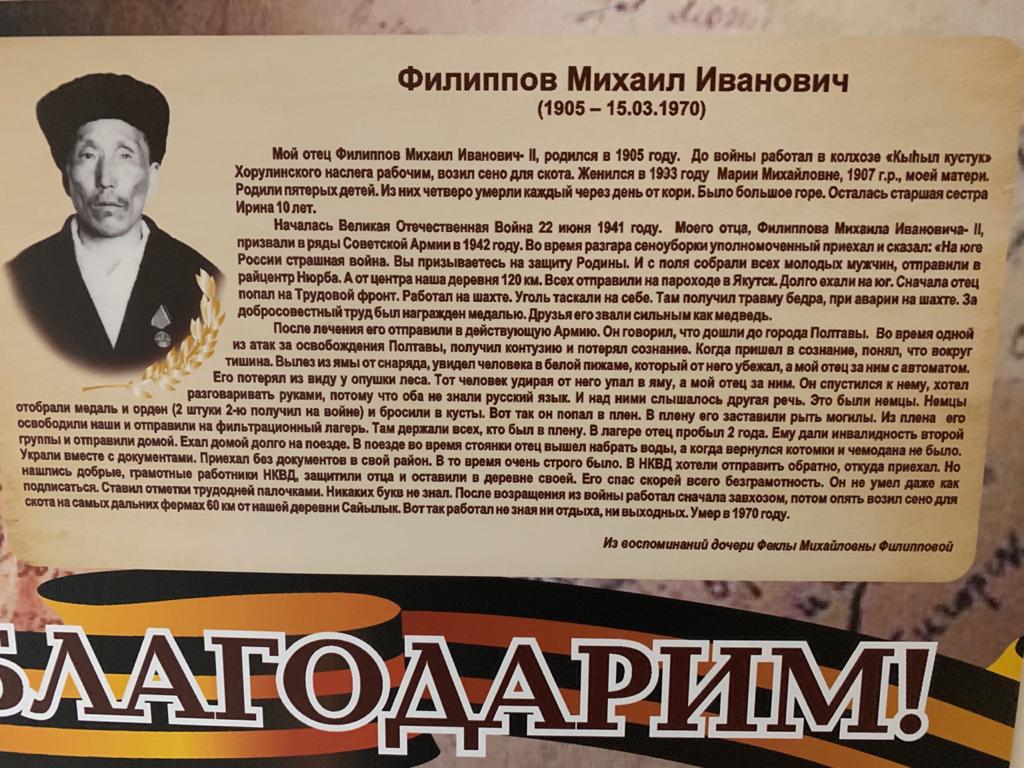 Филиппов Михаил Иванович
(1905 – 15.03.1970)
Мой отец Филиппов Михаил Иванович- II, родился в 1905 году. До войны работал в колхозе «Кыһыл кустук»
Хорулинского наслега рабочим, возил сено для скота. Женился в 1933 году Марии Михайловне, 1907 г.р., моей матери.
Родили пятерых детей. Из них четверо умерли каждый через день от кори. Было большое горе. Осталась старшая сестра
Ирина 10 лет.
Началась Великая Отечественная Война 22 июня 1941 году. Моего отца, Филиппова Михаила Ивановича- II,
призвали в ряды Советской Армии в 1942 году. Во время разгара сеноуборки уполномоченный приехал и сказал: «На юге
России страшная война. Вы призываетесь на защиту Родины. И с поля собрали всех молодых мужчин, отправили в
райцентр Нюрба. А от центра наша деревня 120 км. Всех отправили на пароходе в Якутск. Долго ехали на юг. Сначала отец
попал на Трудовой фронт. Работал на шахте. Уголь таскали на себе. Там получил травму бедра, при аварии на шахте. За
добросовестный труд был награжден медалью. Друзья его звали сильным как медведь.
После лечения его отправили в действующую Армию. Он говорил, что дошли до города Полтавы. Во время одной
из атак за освобождения Полтавы, получил контузию и потерял сознание. Когда пришел в сознание, понял, что вокруг
тишина. Вылез из ямы от снаряда, увидел человека в белой пижаме, который от него убежал, а мой отец за ним с автоматом.
Его потерял из виду у опушки леса. Тот человек удирая от него упал в яму, а мой отец за ним. Он спустился к нему, хотел
разговаривать руками, потому что оба не знали русский язык. И над ними слышалось другая речь. Это были немцы. Немцы
отобрали медаль и орден (2 штуки 2-ю получил на войне) и бросили в кусты. Вот так он попал в плен. В плену его заставили рыть могилы. Из плена его
освободили наши и отправили на фильтрационный лагерь. Там держали всех, кто был в плену. В лагере отец пробыл 2 года. Ему дали инвалидность второй
группы и отправили домой. Ехал домой долго на поезде. В поезде во время стоянки отец вышел набрать воды, а когда вернулся котомки и чемодана не было.
Украли вместе с документами. Приехал без документов в свой район. В то время очень строго было. В НКВД хотели отправить обратно, откуда приехал. Но
нашлись добрые, грамотные работники НКВД, защитили отца и оставили в деревне своей. Его спас скорей всего безграмотность. Он не умел даже как
подписаться. Ставил отметки трудодней палочками. Никаких букв не знал. После возращения из войны работал сначала завхозом, потом опять возил сено для
скота на самых дальних фермах 60 км от нашей деревни Сайылык. Вот так работал не зная ни отдыха, ни выходных. Умер в 1970 году.
Из воспоминаний дочери Феклы Михайловны Филипповой
БЛАГОДАРИМ!